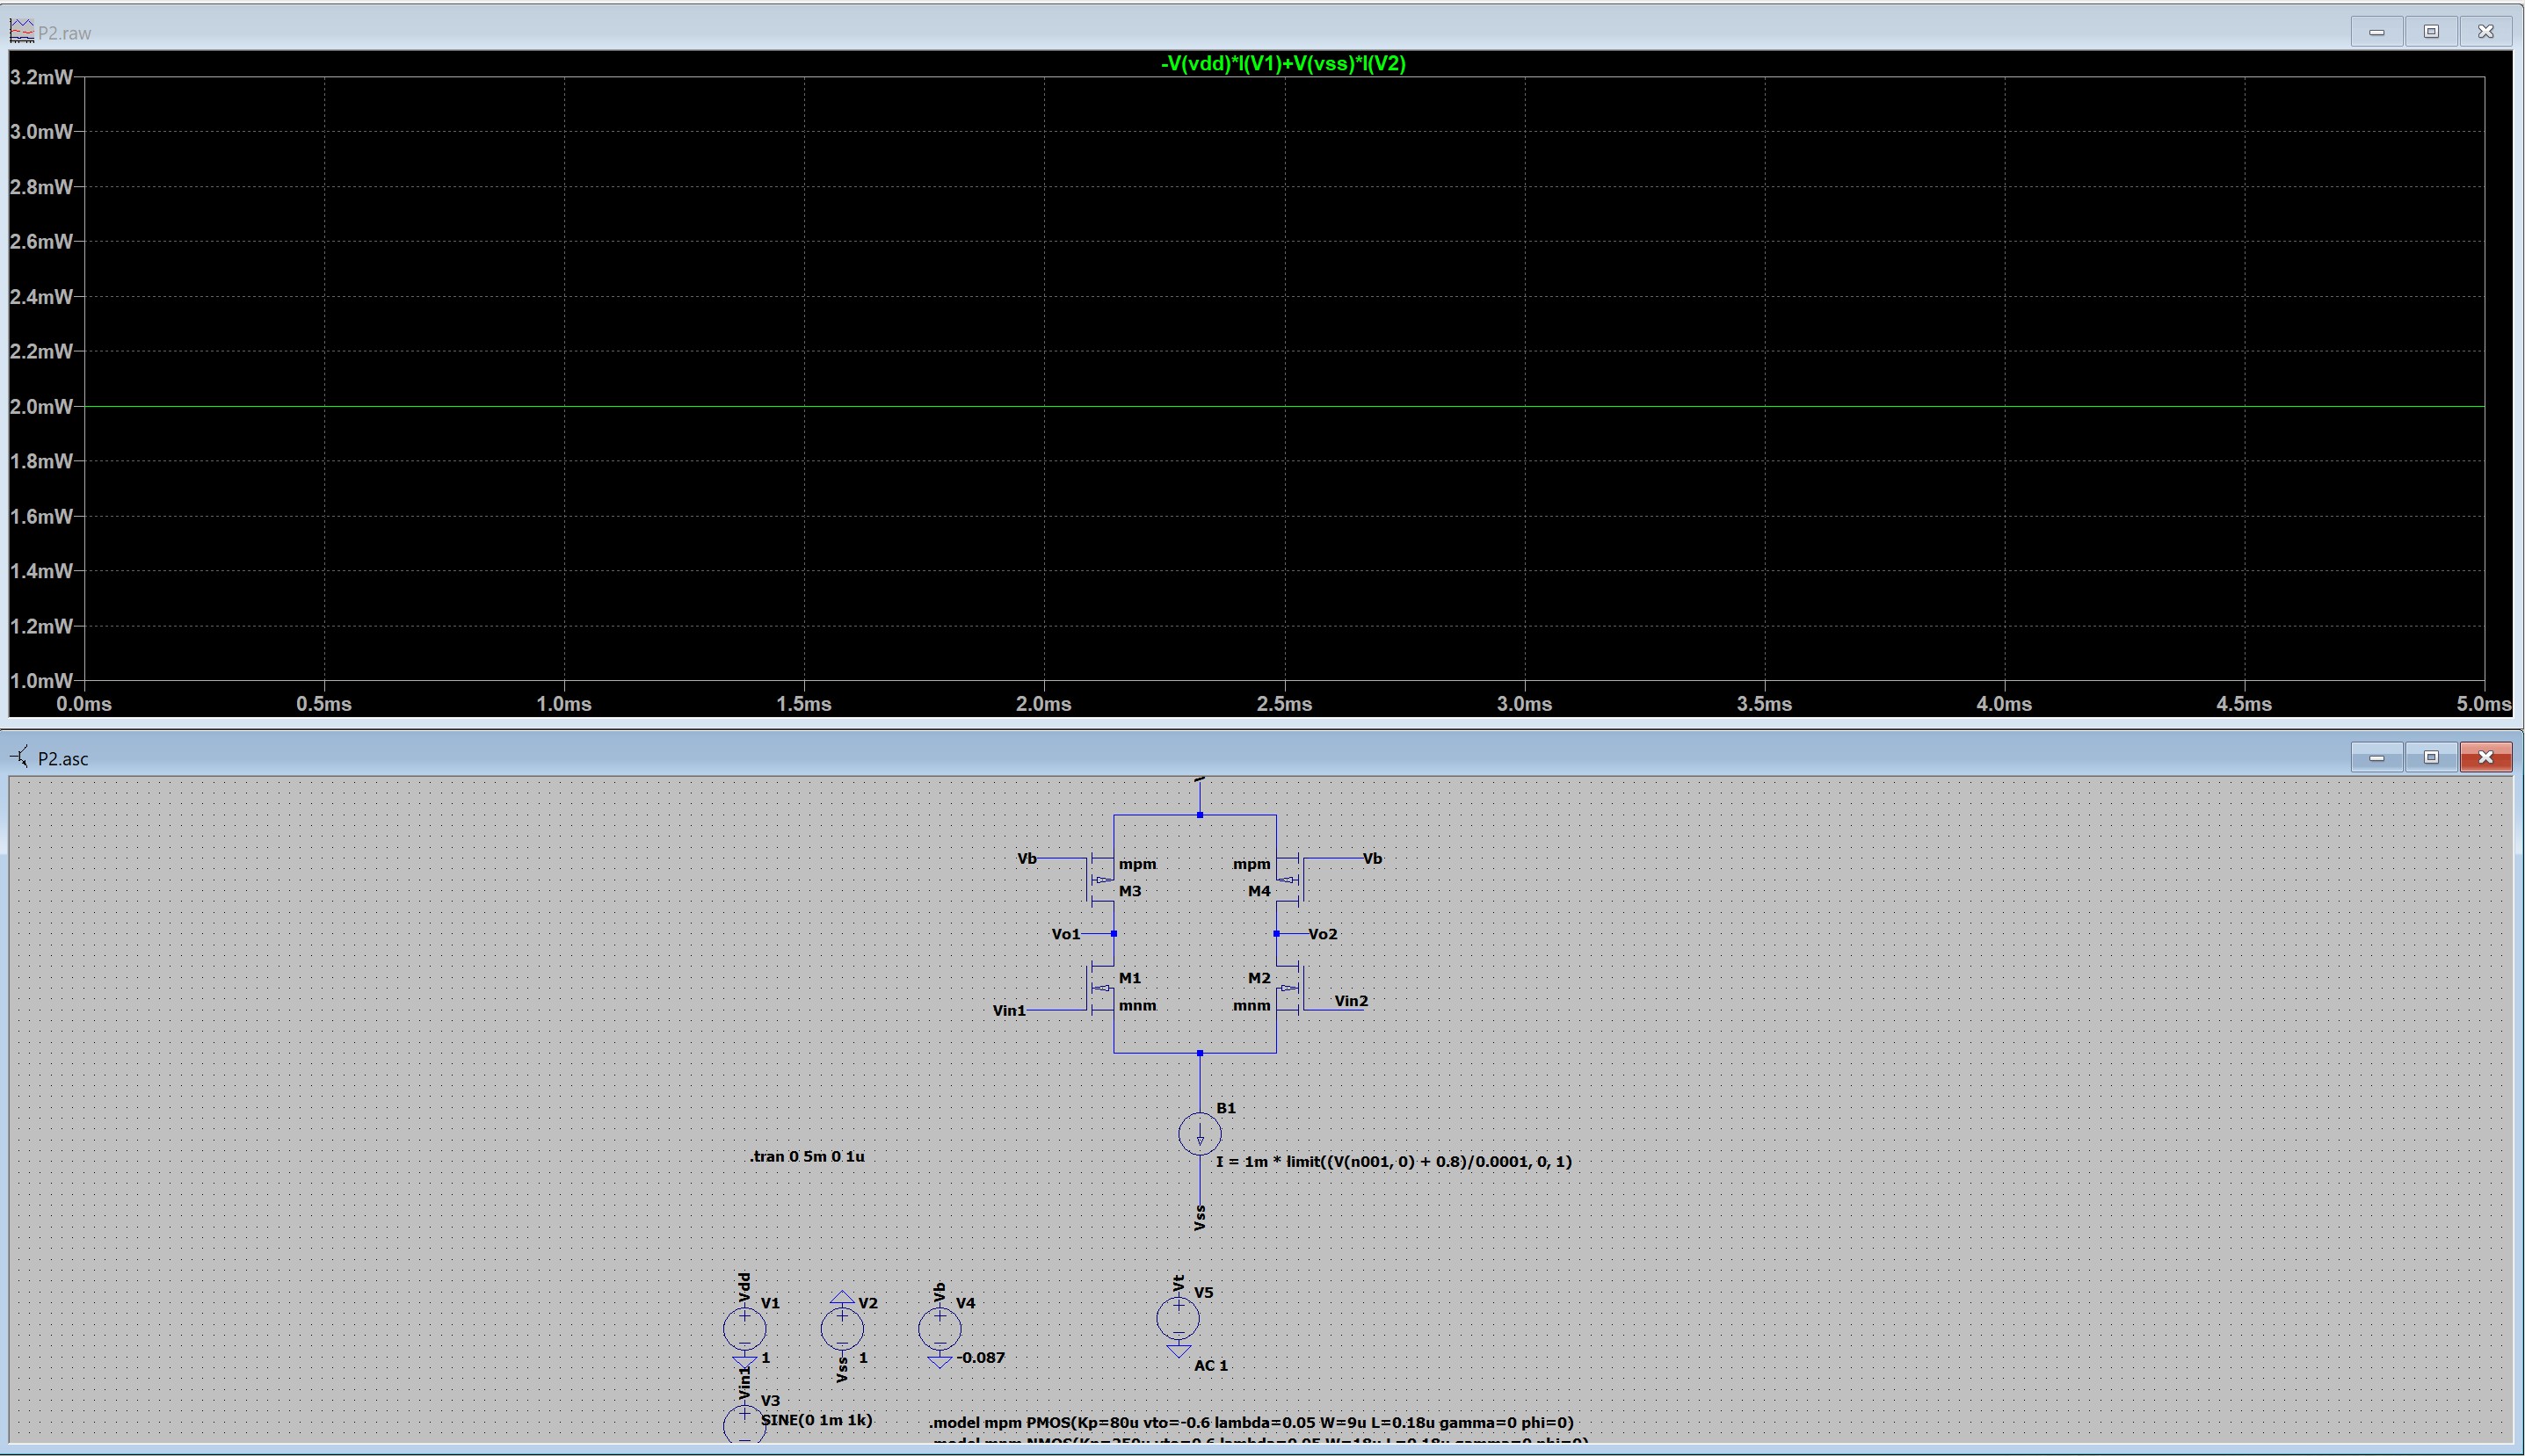 P2.raw
-V(vdd)*I(V1)+V(vss)*I(V2)
3.2mW
3.0mW
2.8mW
2.6mW
2.4mW
2.2mW
2.0mW
1.8mW
1.6mW
1.4mW
1.2mW
1.0mW
0.0ms 0.5ms 1.0ms 1.5ms 2.0ms 2.5ms 3.0ms 3.5ms 4.0ms 4.5ms 5.0ms
P2.asc
Vb mpm mpm Vb
M3 M4
Vo1 Vo2
M1 M2
Vin1 mnm mnm Vin2
B1
.tran 0 5m 0 1u
I = 1m * limit((V(n001, 0) + 0.8)/0.0001, 0, 1)
Vss
Vdd Vb Vt
V1 V2 V4 V5
1 Vss 1 -0.087 AC 1
Vin1
V3
SINE(0 1m 1k)
.model mpm PMOS(Kp=80u vto=-0.6 lambda=0.05 W=9u L=0.18u gamma=0 phi=0)